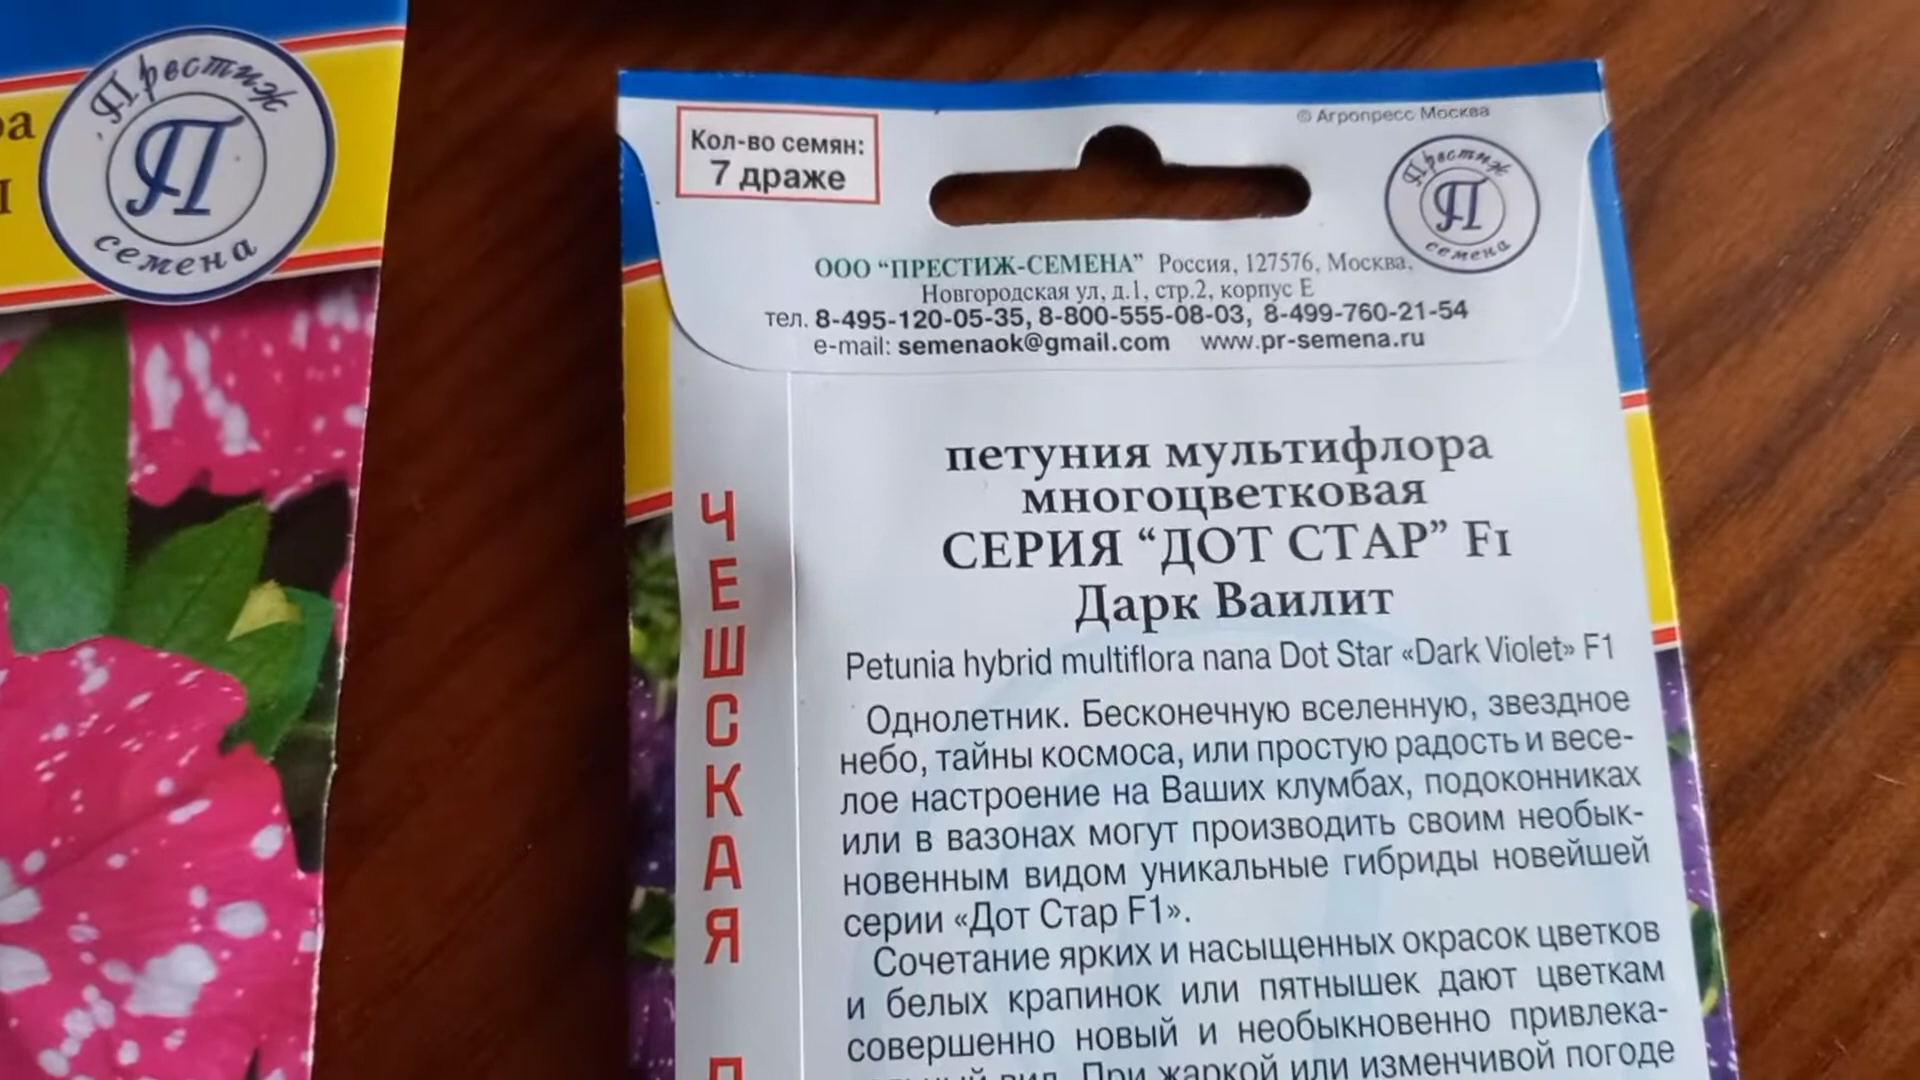 Престиж
П
семена
Кол-во семян:
7 драже
© Агропресс Москва
Престиж
П
семена
ООО “ПРЕСТИЖ-СЕМЕНА” Россия, 127576, Москва,
Новгородская ул, д.1, стр.2, корпус Е
тел. 8-495-120-05-35, 8-800-555-08-03, 8-499-760-21-54
e-mail: semenaok@gmail.com www.pr-semena.ru
ЧЕШСКАЯ
петуния мультифлора
многоцветковая
СЕРИЯ “ДОТ СТАР” F1
Дарк Ваилит
Petunia hybrid multiflora nana Dot Star «Dark Violet» F1
Однолетник. Бесконечную вселенную, звездное
небо, тайны космоса, или простую радость и весе-
лое настроение на Ваших клумбах, подоконниках
или в вазонах могут производить своим необык-
новенным видом уникальные гибриды новейшей
серии «Дот Стар F1».
Сочетание ярких и насыщенных окрасок цветков
и белых крапинок или пятнышек дают цветкам
совершенно новый и необыкновенно привлека-
вид. При жаркой или изменчивой погоде